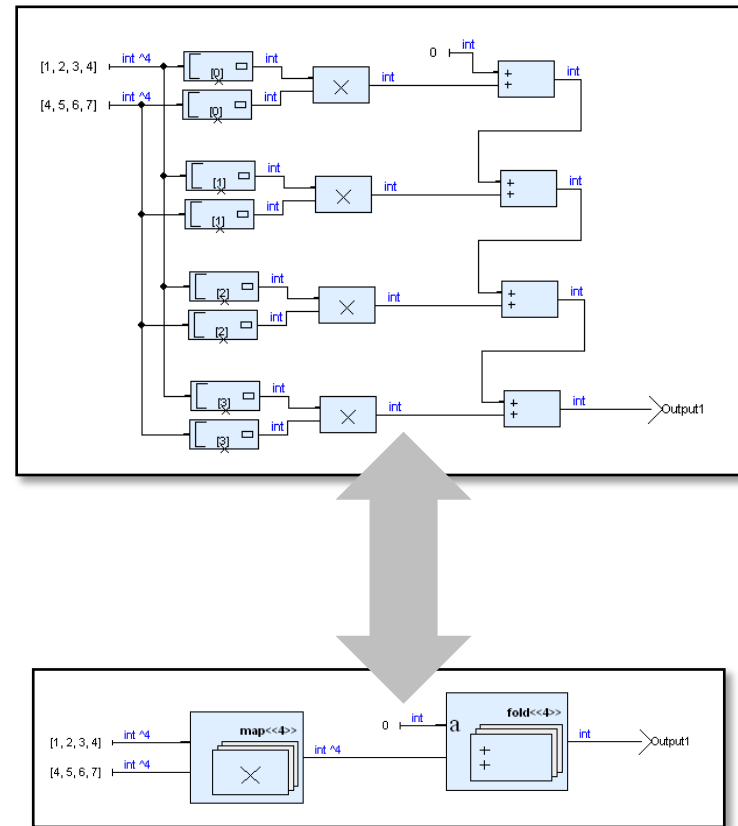 0 int
[1, 2, 3, 4] int ^4 [0] int int + + int
[4, 5, 6, 7] int ^4 [0] int
[1] int int + +
[1] int int
[2] int int + + int
[2] int
[3] int int + + int Output1
[3] int
map<<4>> 0 int a fold<<4>>
[1, 2, 3, 4] int ^4 int ^4 + + int Output1
[4, 5, 6, 7] int ^4